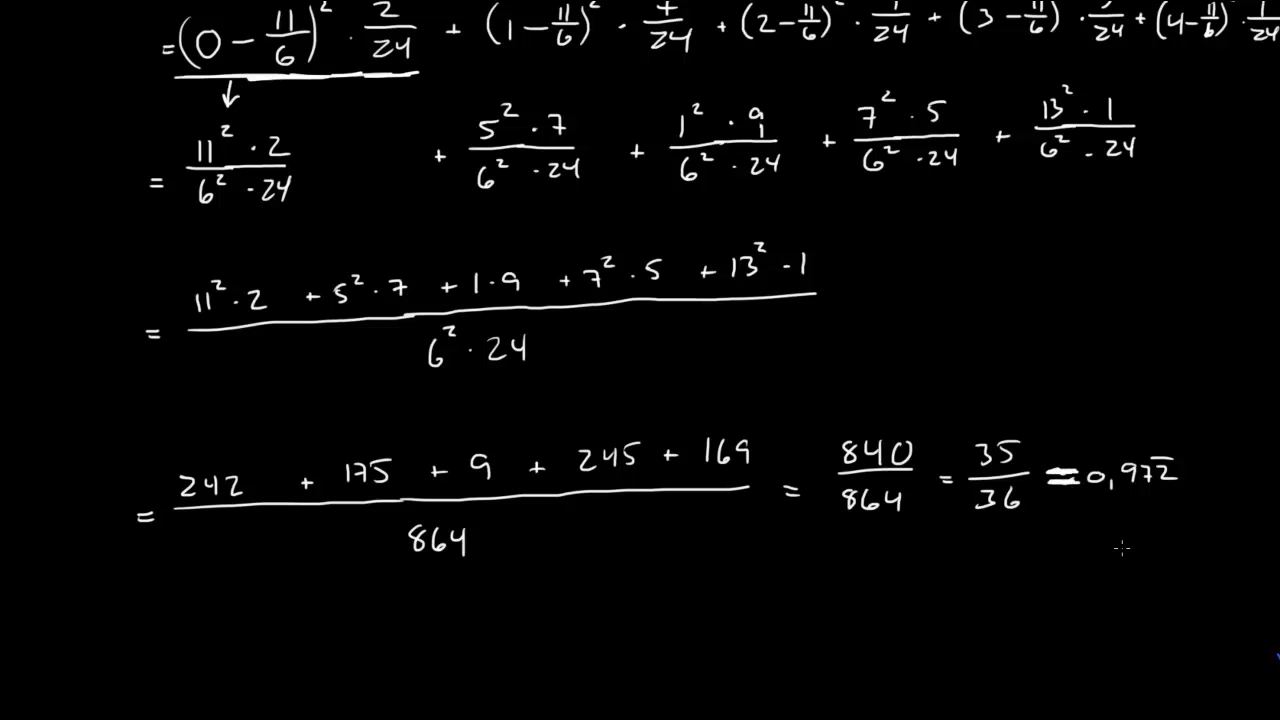 = (0 - 11/6)² · 2/24 + (1 - 11/6)² · 7/24 + (2 - 11/6)² · /24 + (3 - 11/6) · /24 + (4 - 11/6)² · 1/24
= 11² · 2 / 6² · 24 + 5² · 7 / 6² · 24 + 1² · 9 / 6² · 24 + 7² · 5 / 6² · 24 + 13² · 1 / 6² · 24
= 11² · 2 + 5² · 7 + 1 · 9 + 7² · 5 + 13² · 1 / 6² · 24
= 242 + 175 + 9 + 245 + 169 / 864 = 840/864 = 35/36 = 0,972̅